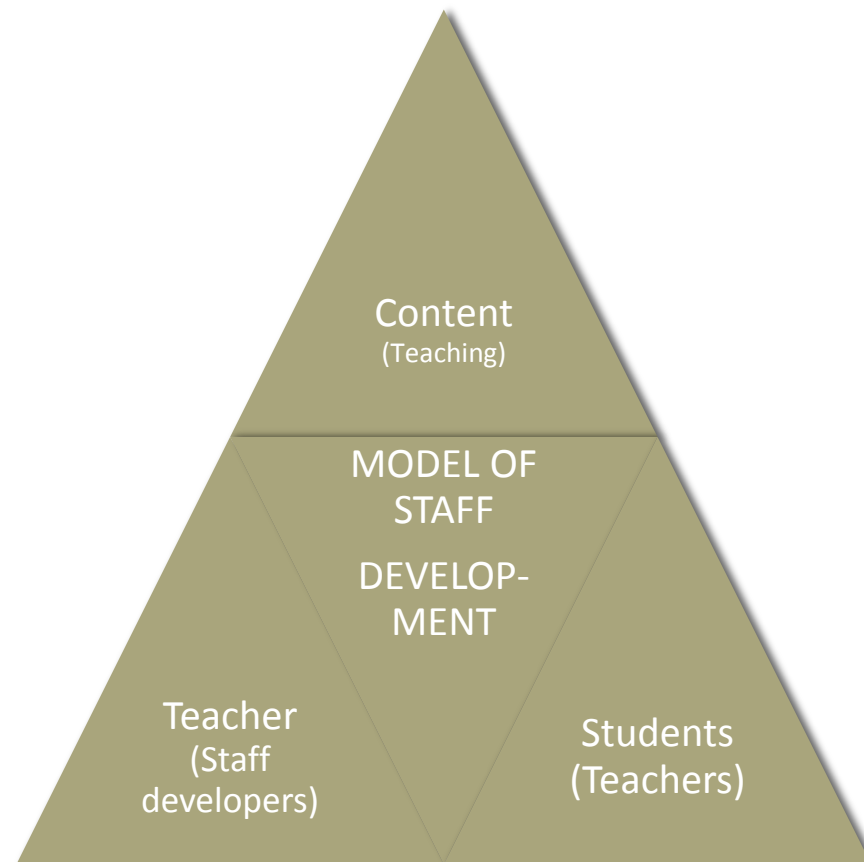 Content
(Teaching)
MODEL OF
STAFF
DEVELOP-
MENT
Teacher
(Staff
developers)
Students
(Teachers)